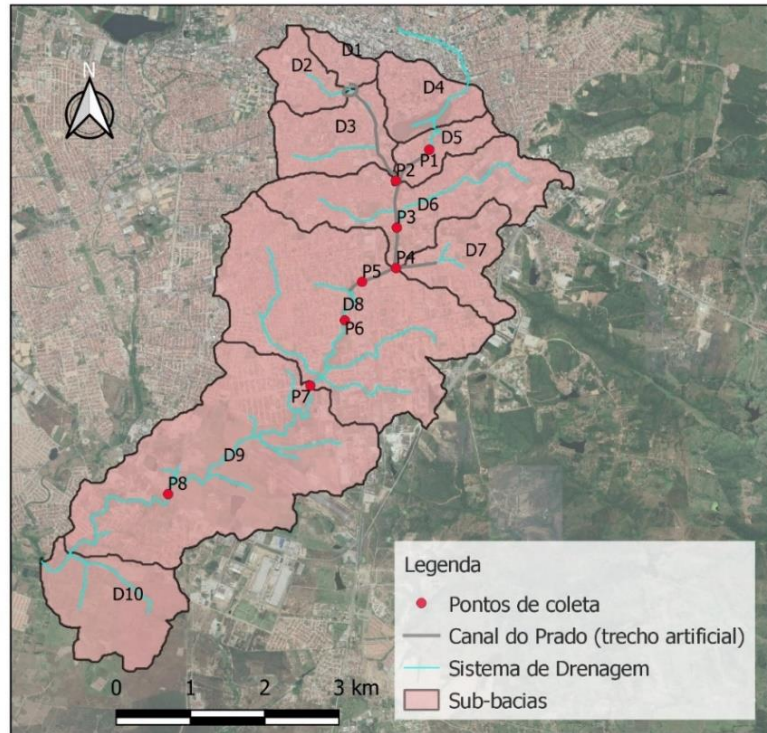 N
D1
D2
D4
D3
D5
P1
P2
D6
P3
D7
P4
P5
D8
P6
P7
D9
P8
D10
Legenda
Pontos de coleta
Canal do Prado (trecho artificial)
Sistema de Drenagem
Sub-bacias
0 1 2 3 km